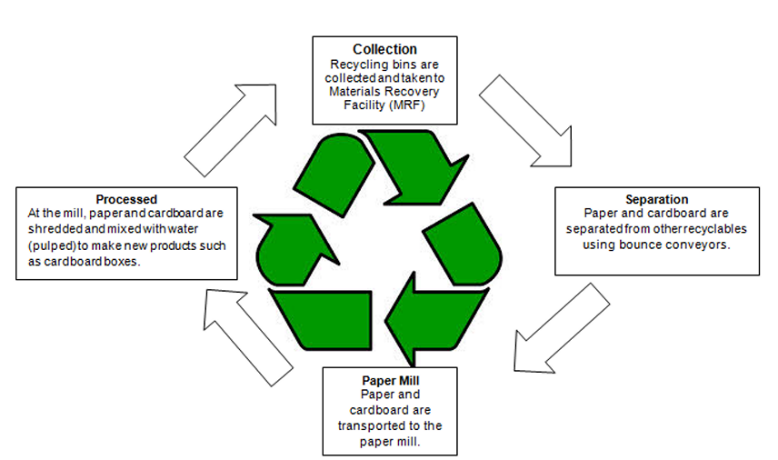 Collection
Recycling bins are
collected and taken to
Materials Recovery
Facility (MRF)
Processed
At the mill, paper and cardboard are
shredded and mixed with water
(pulped) to make new products such
as cardboard boxes.
Separation
Paper and cardboard are
separated from other recyclables
using bounce conveyors.
Paper Mill
Paper and
cardboard are
transported to the
paper mill.